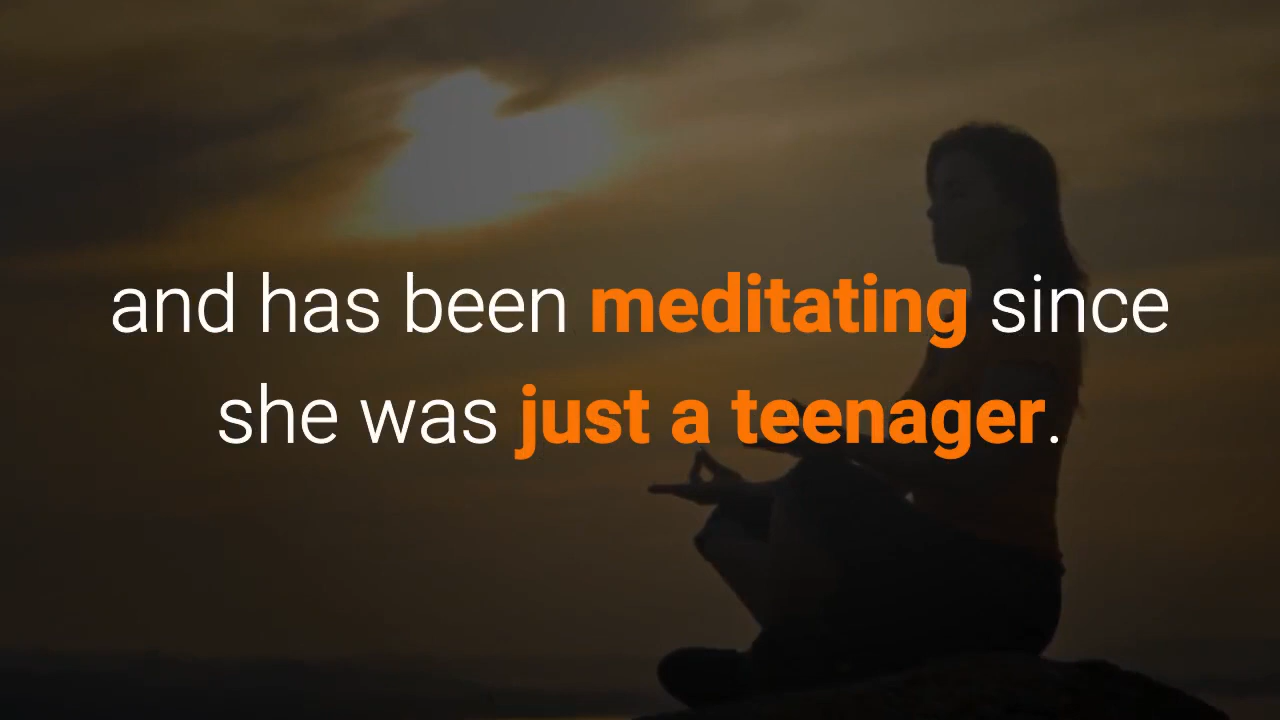 and has been meditating since
she was just a teenager.